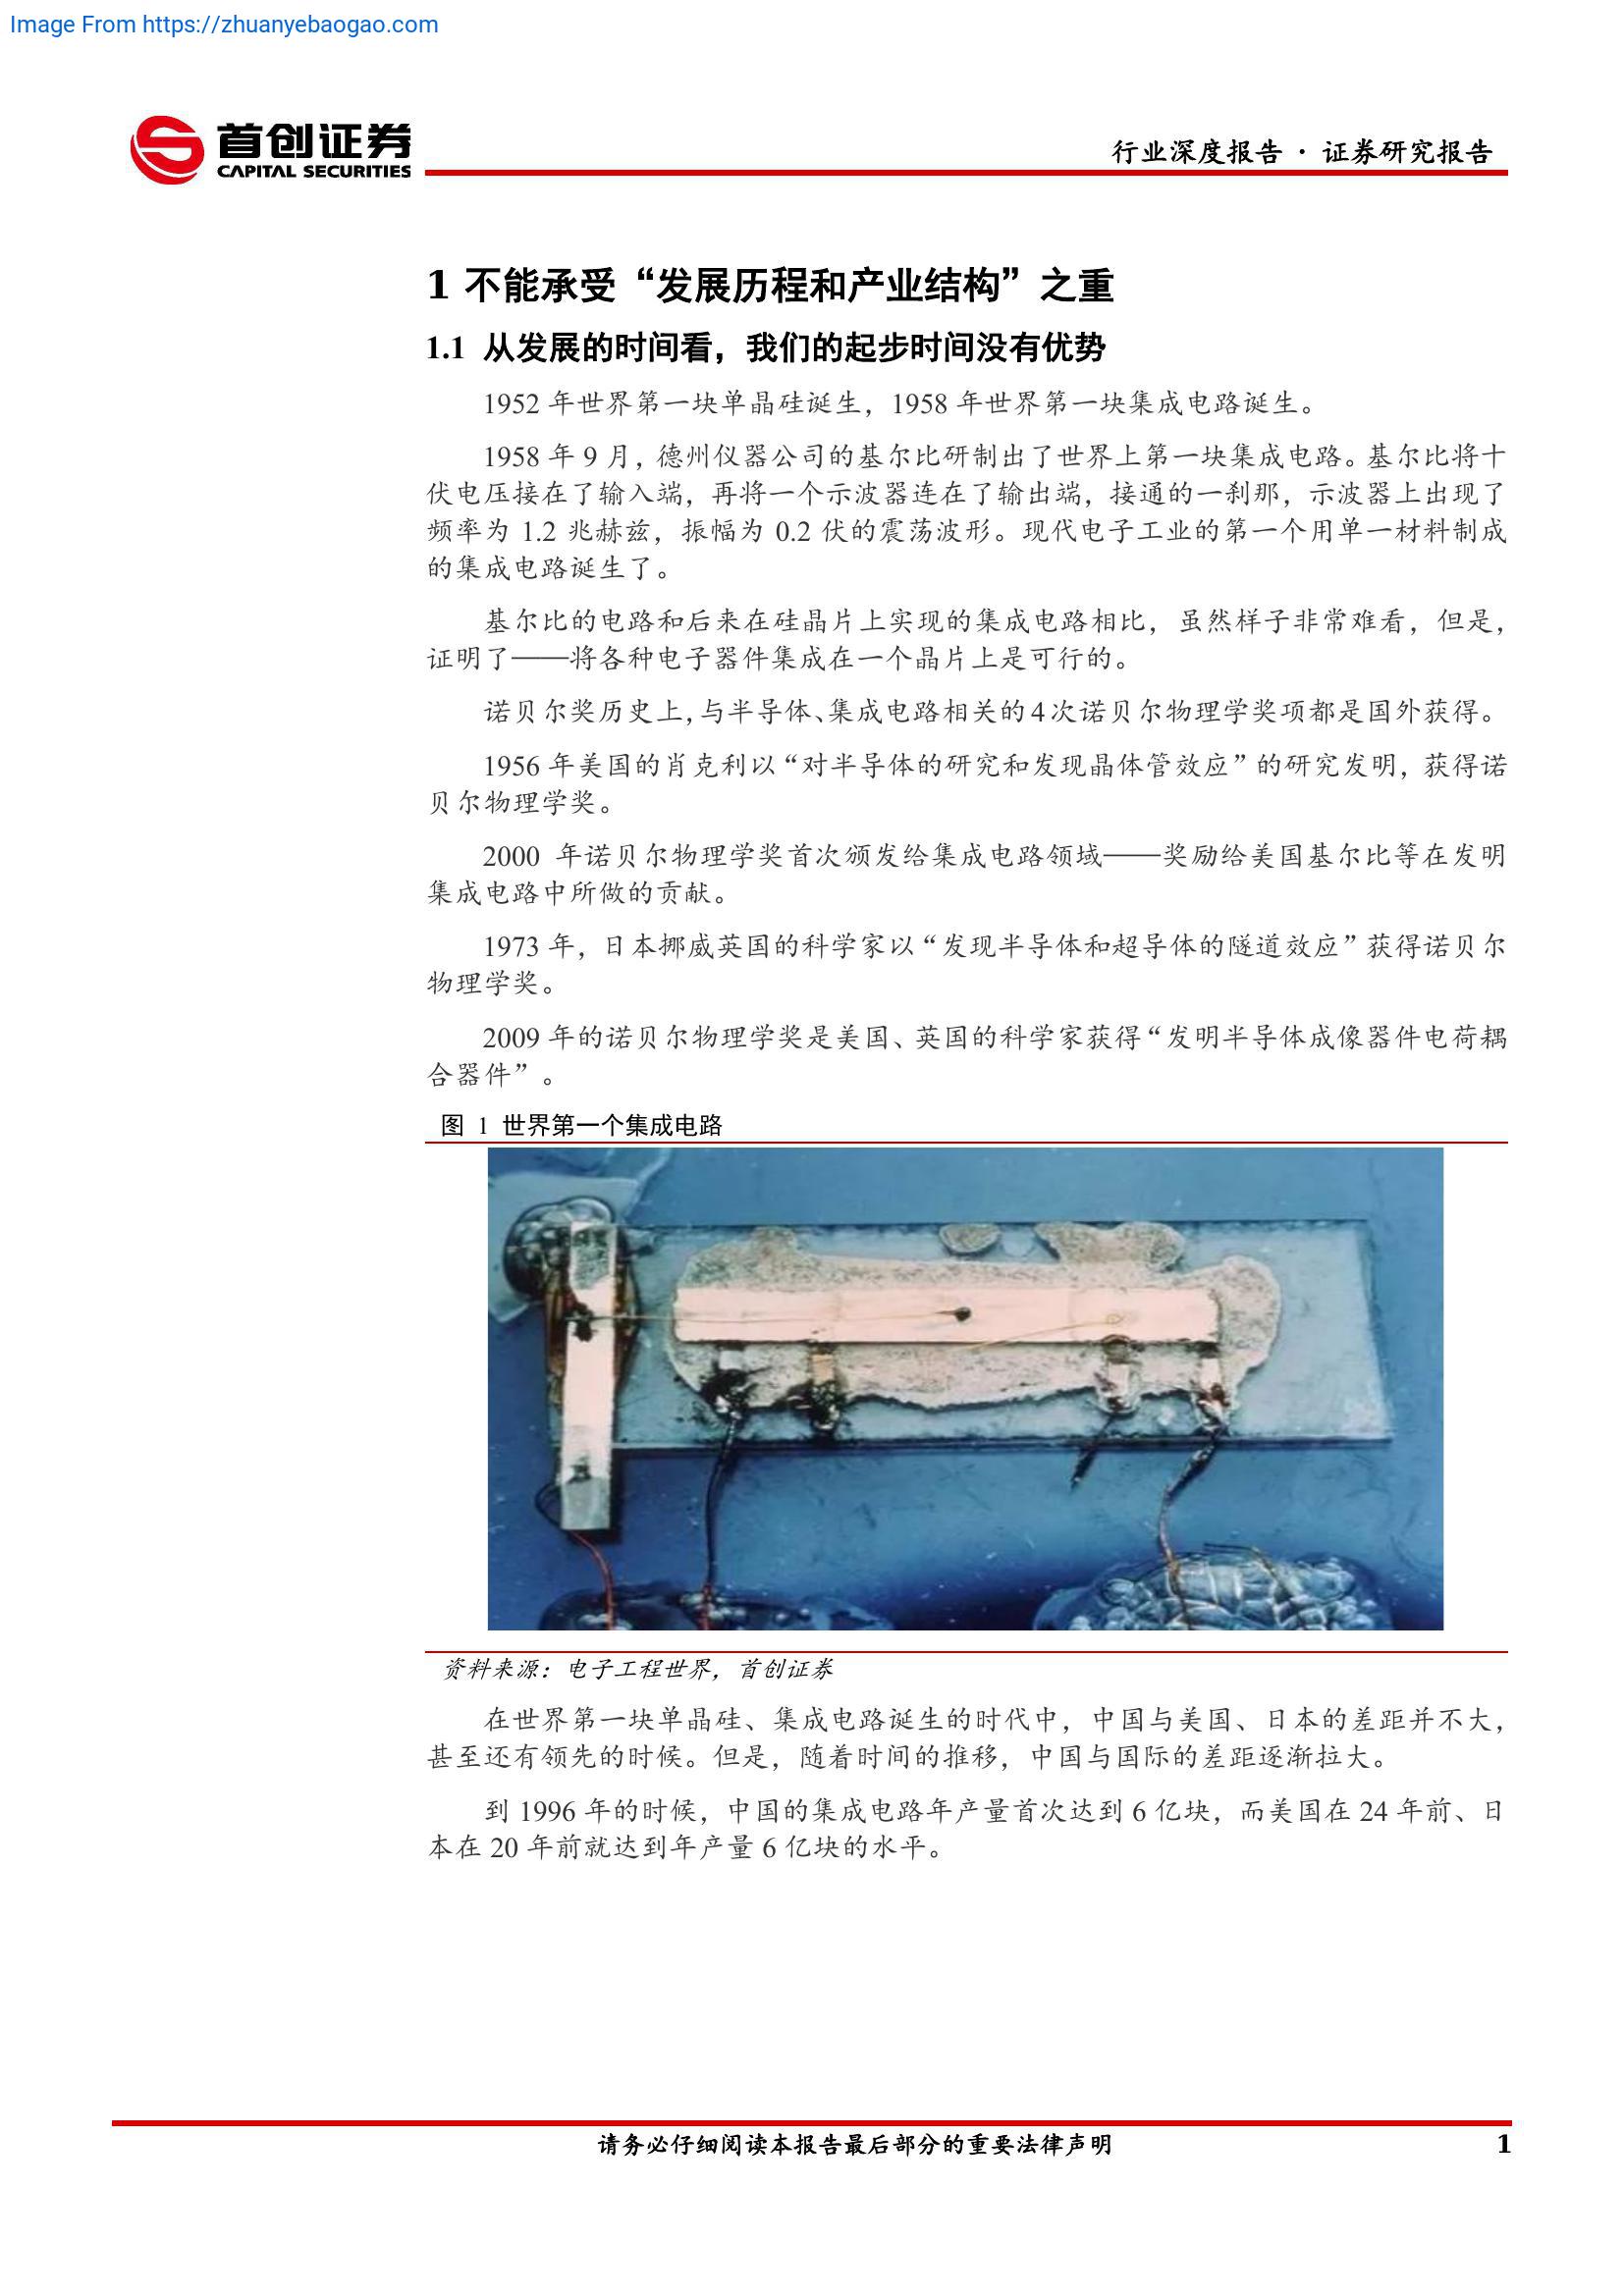 Image From https://zhuanyebaogao.com
首创证券
CAPITAL SECURITIES
行业深度报告 · 证券研究报告
1 不能承受“发展历程和产业结构”之重
1.1 从发展的时间看，我们的起步时间没有优势
1952 年世界第一块单晶硅诞生，1958 年世界第一块集成电路诞生。
1958 年 9 月，德州仪器公司的基尔比研制出了世界上第一块集成电路。基尔比将十
伏电压接在了输入端，再将一个示波器连在了输出端，接通的一刹那，示波器上出现了
频率为 1.2 兆赫兹，振幅为 0.2 伏的震荡波形。现代电子工业的第一个用单一材料制成
的集成电路诞生了。
基尔比的电路和后来在硅晶片上实现的集成电路相比，虽然样子非常难看，但是，
证明了——将各种电子器件集成在一个晶片上是可行的。
诺贝尔奖历史上，与半导体、集成电路相关的 4 次诺贝尔物理学奖项都是国外获得。
1956 年美国的肖克利以“对半导体的研究和发现晶体管效应”的研究发明，获得诺
贝尔物理学奖。
2000 年诺贝尔物理学奖首次颁发给集成电路领域——奖励给美国基尔比等在发明
集成电路中所做的贡献。
1973 年，日本挪威英国的科学家以“发现半导体和超导体的隧道效应”获得诺贝尔
物理学奖。
2009 年的诺贝尔物理学奖是美国、英国的科学家获得“发明半导体成像器件电荷耦
合器件”。
图 1 世界第一个集成电路
资料来源：电子工程世界，首创证券
在世界第一块单晶硅、集成电路诞生的时代中，中国与美国、日本的差距并不大，
甚至还有领先的时候。但是，随着时间的推移，中国与国际的差距逐渐拉大。
到 1996 年的时候，中国的集成电路年产量首次达到 6 亿块，而美国在 24 年前、日
本在 20 年前就达到年产量 6 亿块的水平。
请务必仔细阅读本报告最后部分的重要法律声明
1